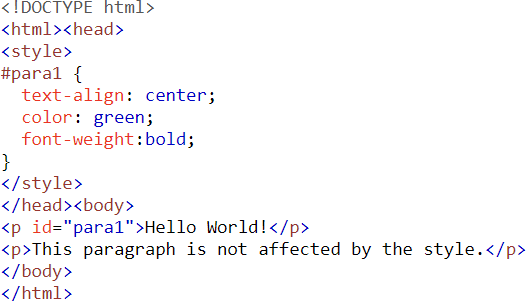 <!DOCTYPE html>
<html><head>
<style>
#para1 {
  text-align: center;
  color: green;
  font-weight:bold;
}
</style>
</head><body>
<p id="para1">Hello World!</p>
<p>This paragraph is not affected by the style.</p>
</body>
</html>